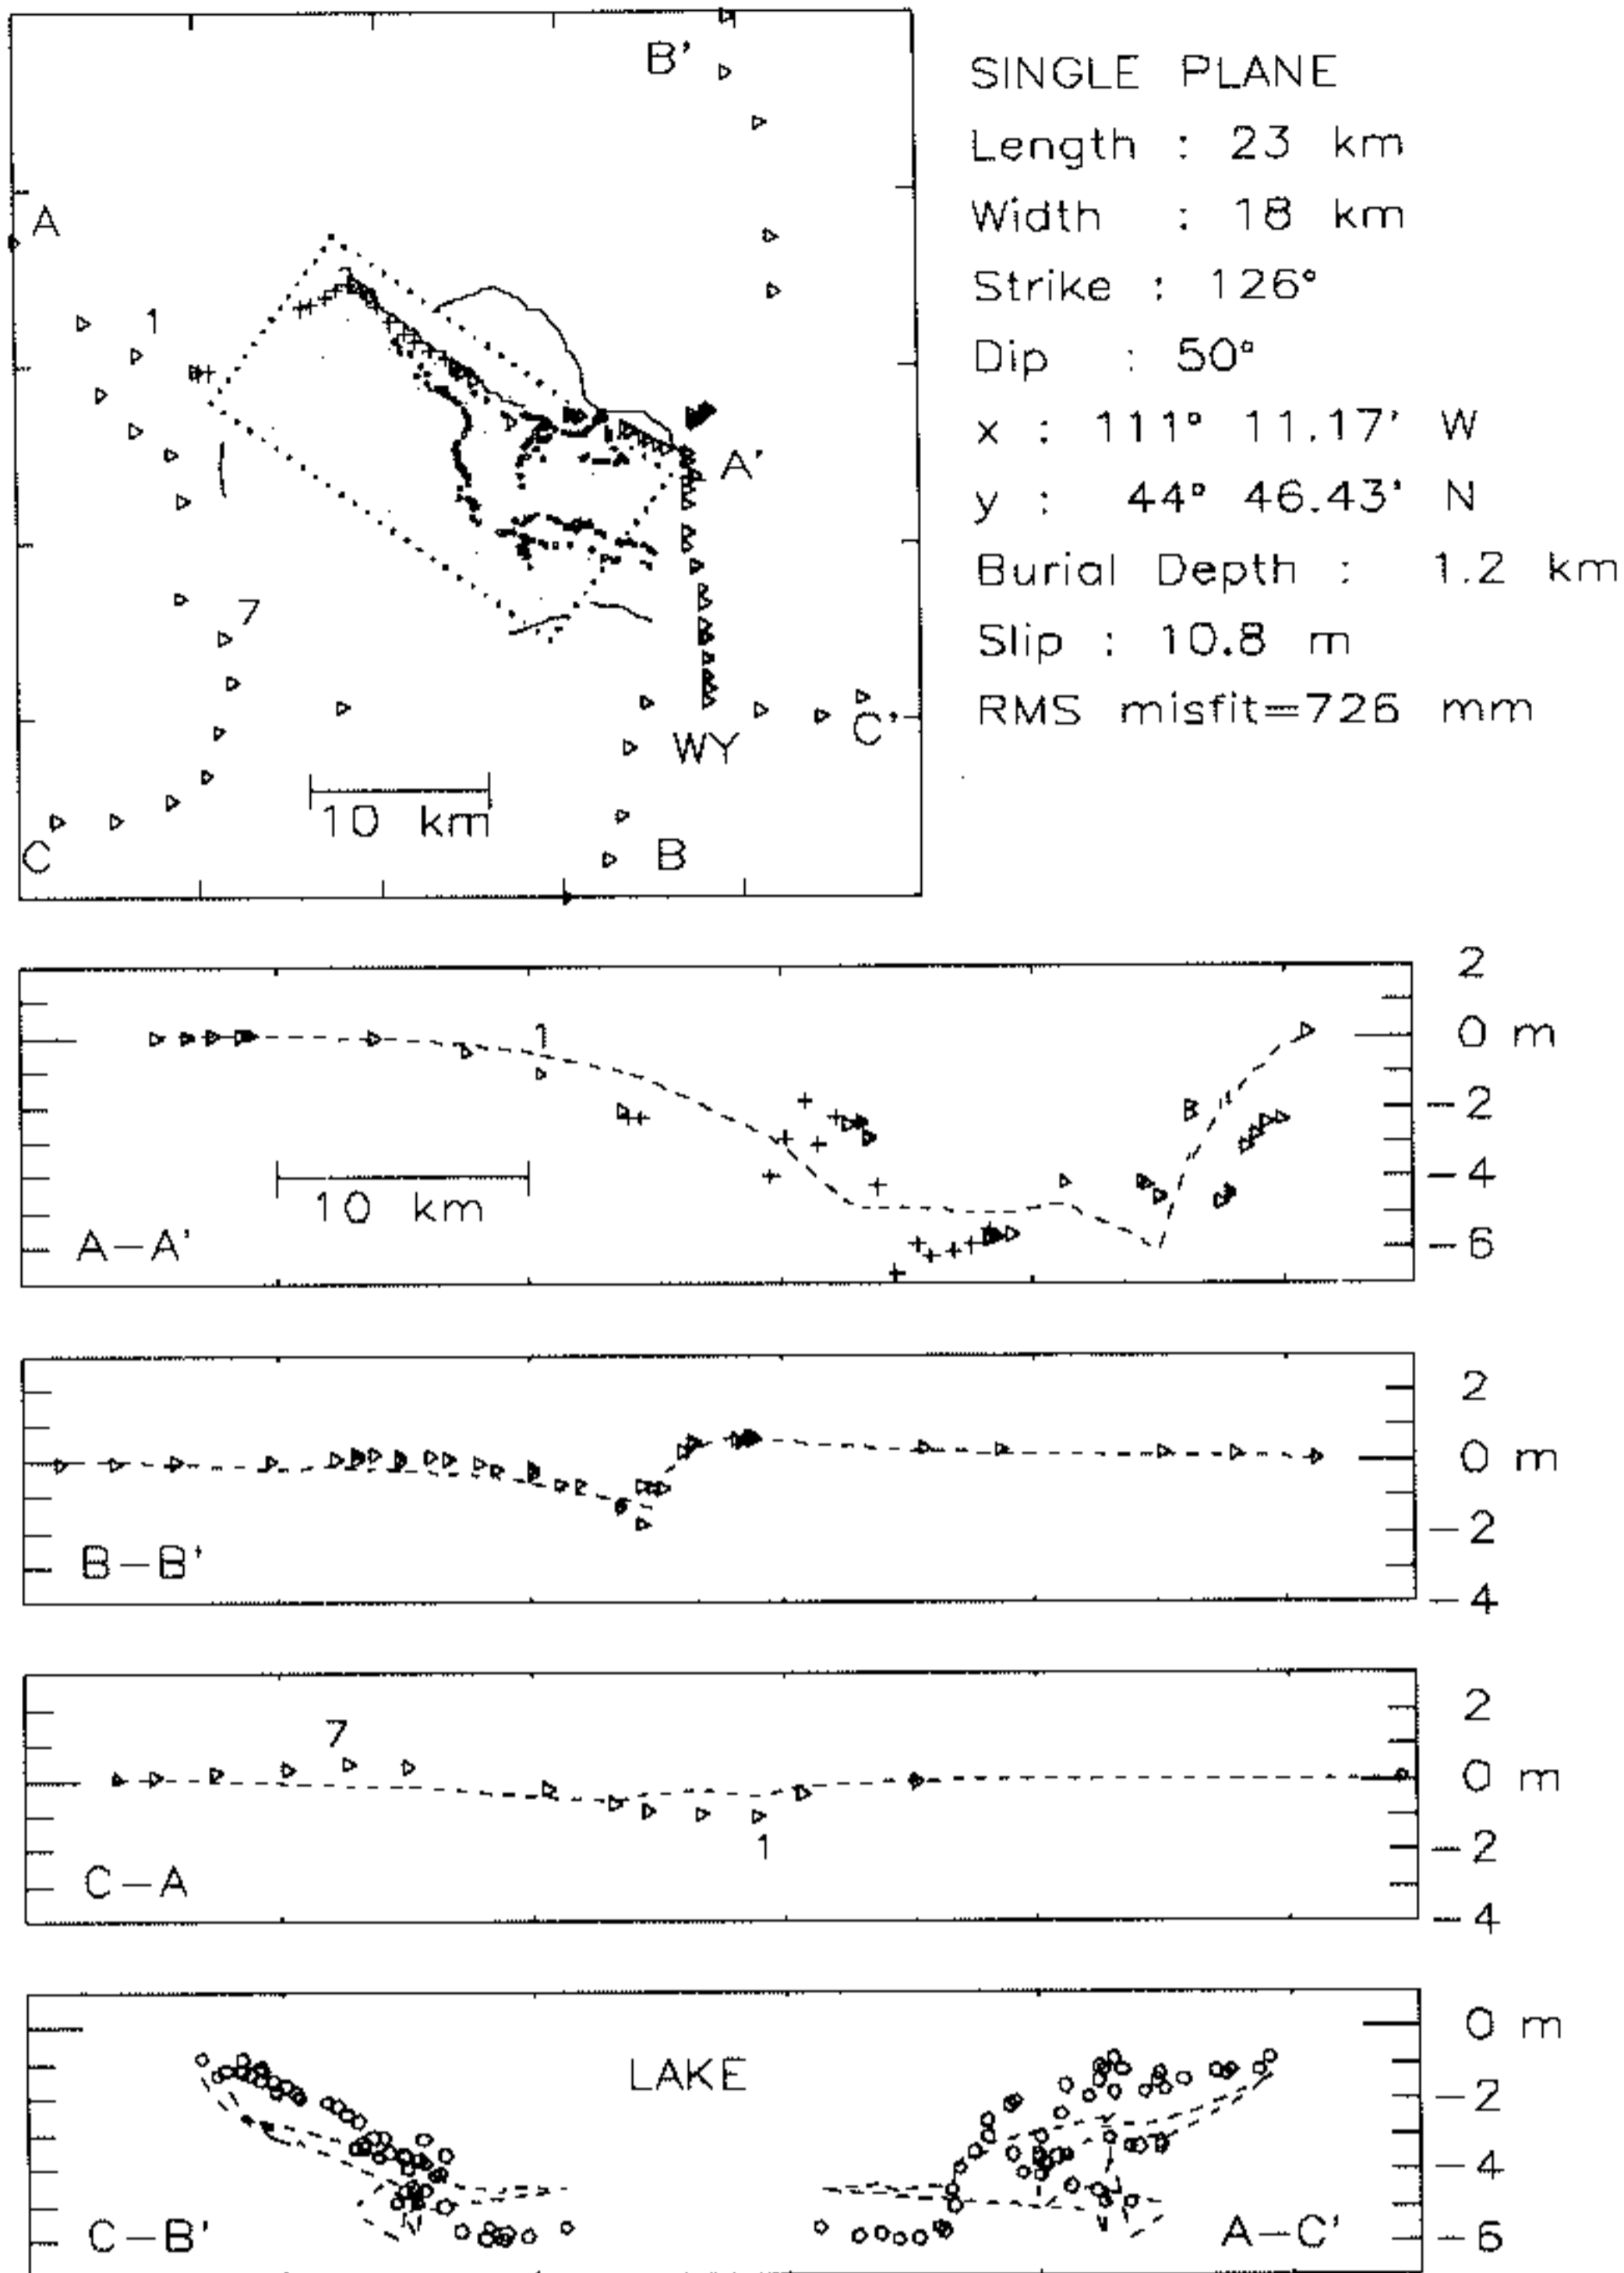 B'
A
1
A'
7
C'
WY
10 km
C
B
SINGLE PLANE
Length : 23 km
Width : 18 km
Strike : 126°
Dip : 50°
x : 111° 11.17' W
y : 44° 46.43' N
Burial Depth : 1.2 km
Slip : 10.8 m
RMS misfit=726 mm
2
1
0 m
-2
10 km
-4
A-A'
-6
2
0 m
-2
B-B'
-4
2
7
0 m
1
-2
C-A
-4
0 m
LAKE
-2
-4
C-B'
A-C'
-6